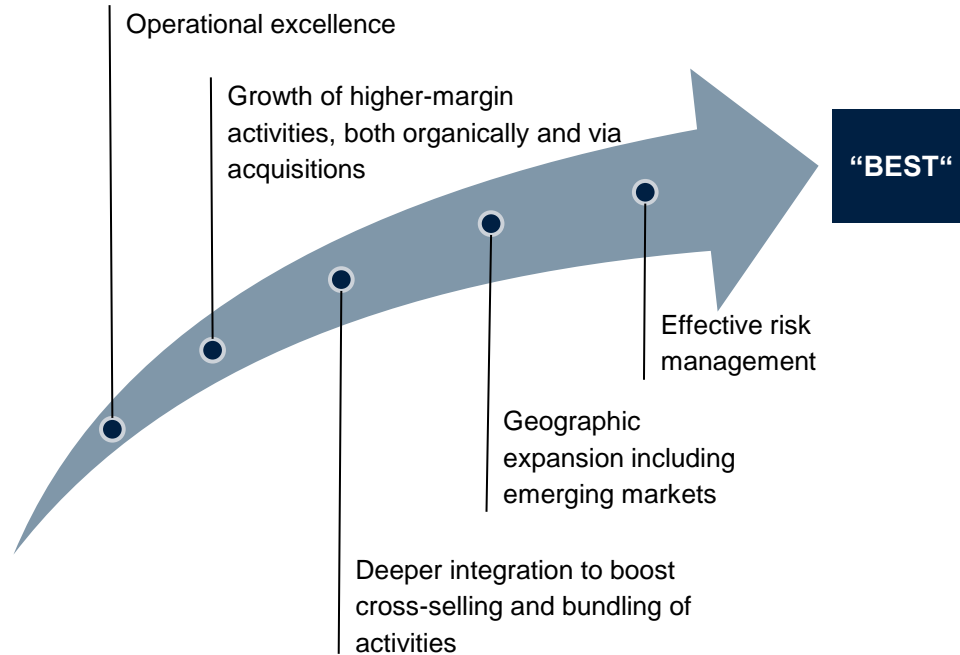 Operational excellence
Growth of higher-margin
activities, both organically and via
acquisitions
“BEST“
Effective risk
management
Geographic
expansion including
emerging markets
Deeper integration to boost
cross-selling and bundling of
activities